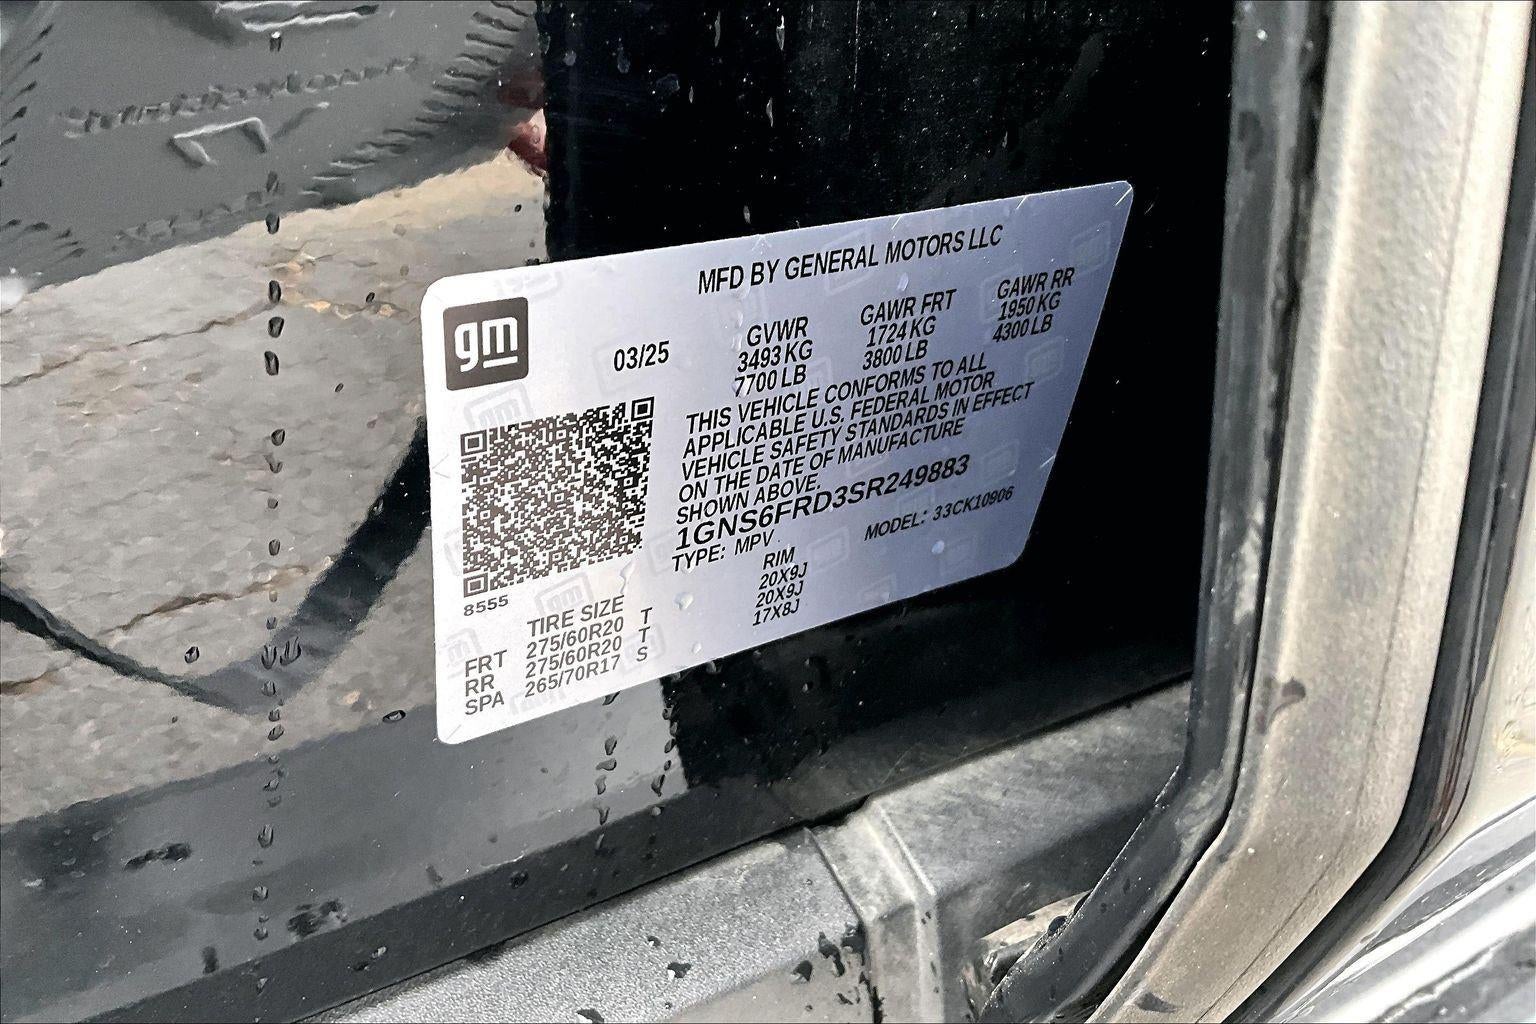 MFD BY GENERAL MOTORS LLC
gm
03/25
GVWR
3493 KG
7700 LB
GAWR FRT
1724 KG
3800 LB
GAWR RR
1950 KG
4300 LB
THIS VEHICLE CONFORMS TO ALL
APPLICABLE U.S. FEDERAL MOTOR
VEHICLE SAFETY STANDARDS IN EFFECT
ON THE DATE OF MANUFACTURE
SHOWN ABOVE.
1GNS6FRD3SR249883
TYPE: MPV
MODEL: 33CK10906
8555
TIRE SIZE RIM
FRT 275/60R20 T 20X9J
RR 275/60R20 T 20X9J
SPA 265/70R17 S 17X8J